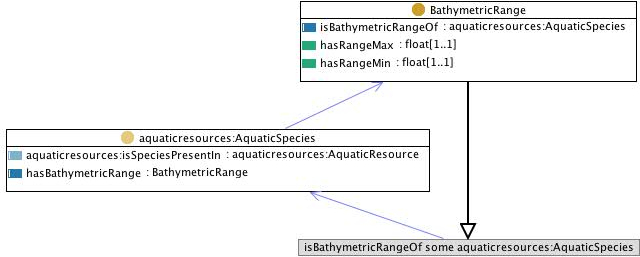 BathymetricRange
isBathymetricRangeOf : aquaticresources:AquaticSpecies
hasRangeMax : float[1..1]
hasRangeMin : float[1..1]
aquaticresources:AquaticSpecies
aquaticresources:isSpeciesPresentIn : aquaticresources:AquaticResource
hasBathymetricRange : BathymetricRange
isBathymetricRangeOf some aquaticresources:AquaticSpecies